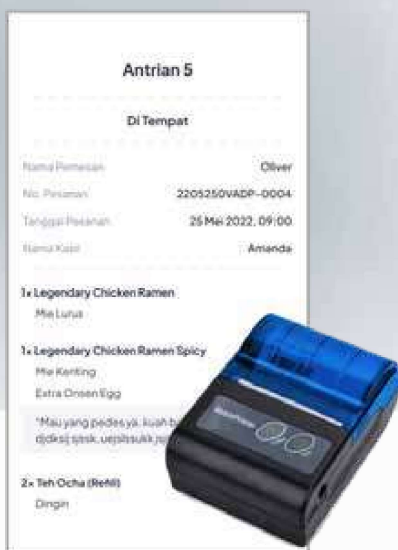 Antrian 5
Di Tempat
Nama Pemesan Oliver
No. Pesanan 2205250VADP-0004
Tanggal Pesanan 25 Mei 2022, 09:00
Nama Kasir Amanda
1x Legendary Chicken Ramen
Mie Lurus
1x Legendary Chicken Ramen Spicy
Mie Kenting
Extra Onsen Egg
"Mau yang pedes ya, kuah
2x Teh Ocha (Refill)
Dingin